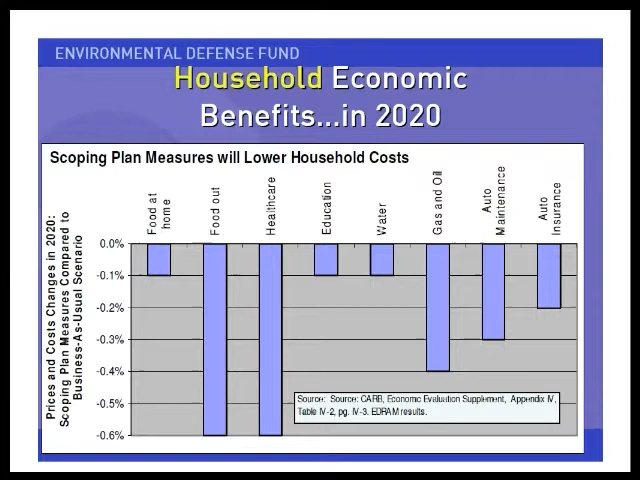 ENVIRONMENTAL DEFENSE FUND
Household Economic
Benefits...in 2020
Scoping Plan Measures will Lower Household Costs
Prices and Costs Changes in 2020:
Scoping Plan Measures Compared to
Business-As-Usual Scenario
Food at
home
Food out
Healthcare
Education
Water
Gas and Oil
Auto
Maintenance
Auto
Insurance
0.0%
-0.1%
-0.2%
-0.3%
-0.4%
-0.5%
-0.6%
Source: Source: CARB, Economic Evaluation Supplement, Appendix IV,
Table IV-2, pg. IV-3. EDRAM results.